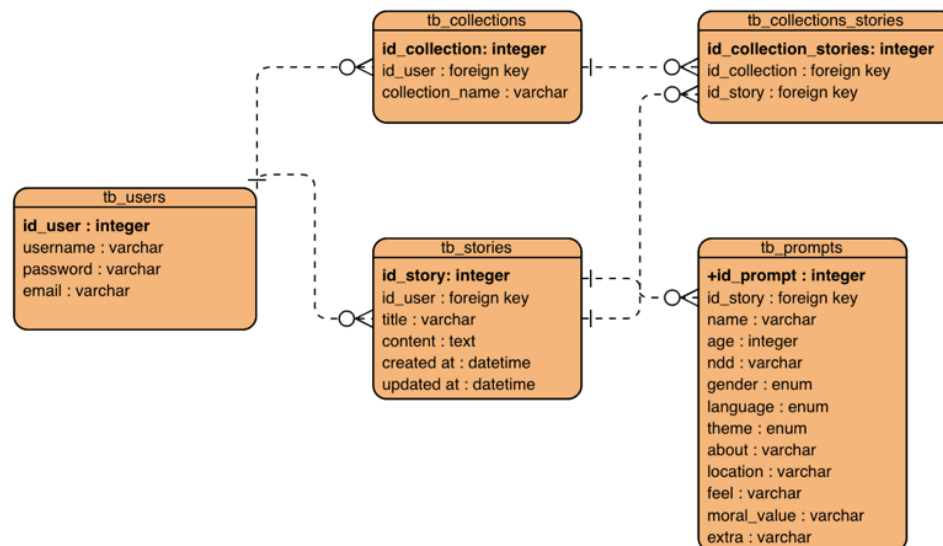 tb_collections
id_collection: integer
id_user : foreign key
collection_name : varchar
tb_collections_stories
id_collection_stories: integer
id_collection : foreign key
id_story : foreign key
tb_users
id_user : integer
username : varchar
password : varchar
email : varchar
tb_stories
id_story: integer
id_user : foreign key
title : varchar
content : text
created at : datetime
updated at : datetime
tb_prompts
+id_prompt : integer
id_story : foreign key
name : varchar
age : integer
ndd : varchar
gender : enum
language : enum
theme : enum
about : varchar
location : varchar
feel : varchar
moral_value : varchar
extra : varchar